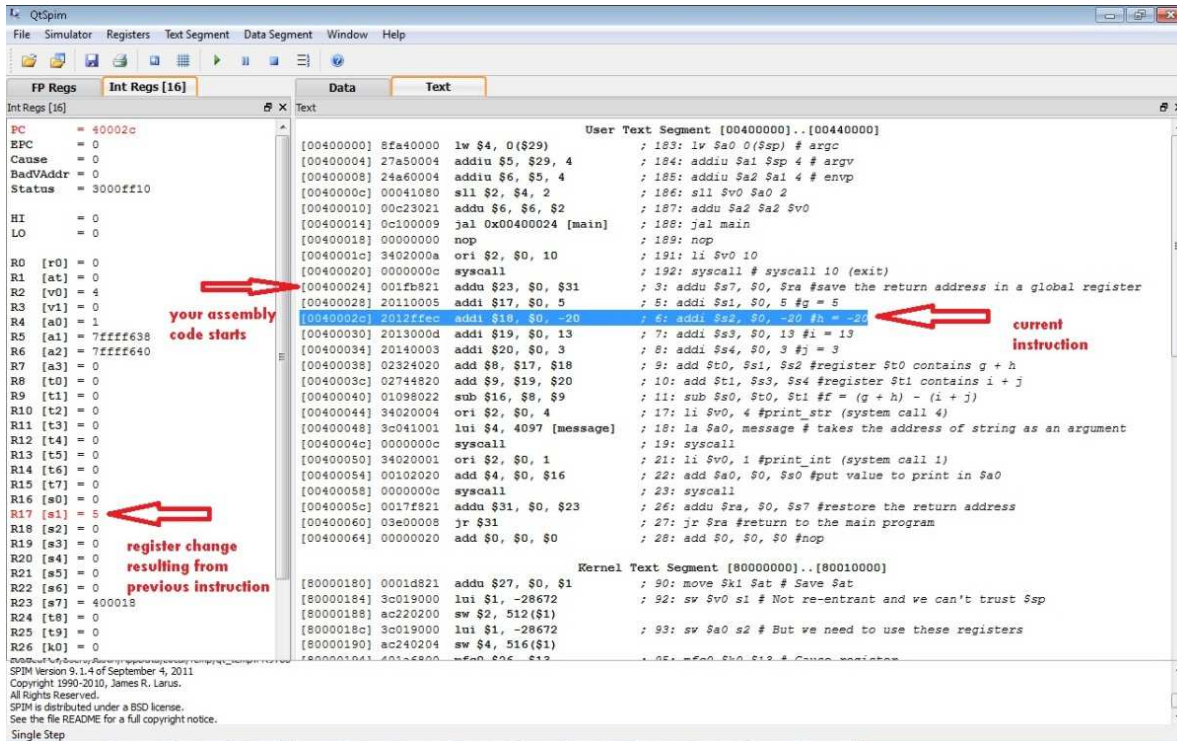 QtSpim
File Simulator Registers Text Segment Data Segment Window Help
FP Regs Int Regs [16] Data Text
Int Regs [16]
Text
PC = 40002c
EPC = 0
Cause = 0
BadVAddr = 0
Status = 3000ff10
HI = 0
LO = 0
R0 [r0] = 0
R1 [at] = 0
R2 [v0] = 4
R3 [v1] = 0
R4 [a0] = 1
R5 [a1] = 7ffff638
R6 [a2] = 7ffff640
R7 [a3] = 0
R8 [t0] = 0
R9 [t1] = 0
R10 [t2] = 0
R11 [t3] = 0
R12 [t4] = 0
R13 [t5] = 0
R14 [t6] = 0
R15 [t7] = 0
R16 [s0] = 0
R17 [s1] = 5
R18 [s2] = 0
R19 [s3] = 0
R20 [s4] = 0
R21 [s5] = 0
R22 [s6] = 0
R23 [s7] = 400018
R24 [t8] = 0
R25 [t9] = 0
R26 [k0] = 0
your assembly
code starts
register change
resulting from
previous instruction
User Text Segment [00400000]..[00440000]
[00400000] 8fa40000 lw $4, 0($29) ; 183: lw $a0 0($sp) # argc
[00400004] 27a50004 addiu $5, $29, 4 ; 184: addiu $a1 $sp 4 # argv
[00400008] 24a60004 addiu $6, $5, 4 ; 185: addiu $a2 $a1 4 # envp
[0040000c] 00041080 sll $2, $4, 2 ; 186: sll $v0 $a0 2
[00400010] 00c23021 addu $6, $6, $2 ; 187: addu $a2 $a2 $v0
[00400014] 0c100009 jal 0x00400024 [main] ; 188: jal main
[00400018] 00000000 nop ; 189: nop
[0040001c] 3402000a ori $2, $0, 10 ; 191: li $v0 10
[00400020] 0000000c syscall ; 192: syscall # syscall 10 (exit)
[00400024] 001fb821 addu $23, $0, $31 ; 3: addu $s7, $0, $ra #save the return address in a global register
[00400028] 20110005 addi $17, $0, 5 ; 5: addi $s1, $0, 5 #g = 5
[0040002c] 2012ffec addi $18, $0, -20 ; 6: addi $s2, $0, -20 #h = -20
[00400030] 2013000d addi $19, $0, 13 ; 7: addi $s3, $0, 13 #i = 13
[00400034] 20140003 addi $20, $0, 3 ; 8: addi $s4, $0, 3 #j = 3
[00400038] 02324020 add $8, $17, $18 ; 9: add $t0, $s1, $s2 #register $t0 contains g + h
[0040003c] 02744820 add $9, $19, $20 ; 10: add $t1, $s3, $s4 #register $t1 contains i + j
[00400040] 01098022 sub $16, $8, $9 ; 11: sub $s0, $t0, $t1 #f = (g + h) - (i + j)
[00400044] 34020004 ori $2, $0, 4 ; 17: li $v0, 4 #print_str (system call 4)
[00400048] 3c041001 lui $4, 4097 [message] ; 18: la $a0, message # takes the address of string as an argument
[0040004c] 0000000c syscall ; 19: syscall
[00400050] 34020001 ori $2, $0, 1 ; 21: li $v0, 1 #print_int (system call 1)
[00400054] 00102020 add $4, $0, $16 ; 22: add $a0, $0, $s0 #put value to print in $a0
[00400058] 0000000c syscall ; 23: syscall
[0040005c] 0017f821 addu $31, $0, $23 ; 26: addu $ra, $0, $s7 #restore the return address
[00400060] 03e00008 jr $31 ; 27: jr $ra #return to the main program
[00400064] 00000020 add $0, $0, $0 ; 28: add $0, $0, $0 #nop
current
instruction
Kernel Text Segment [80000000]..[80010000]
[80000180] 0001d821 addu $27, $0, $1 ; 90: move $k1 $at # Save $at
[80000184] 3c019000 lui $1, -28672 ; 92: sw $v0 s1 # Not re-entrant and we can't trust $sp
[80000188] ac220200 sw $2, 512($1)
[8000018c] 3c019000 lui $1, -28672 ; 93: sw $a0 s2 # But we need to use these registers
[80000190] ac240204 sw $4, 516($1)
[80000194] 401a6800 mfc0 $26, $13 ; 95: mfc0 $k0 $13 # Cause register
SPIM Version 9.1.4 of September 4, 2011
Copyright 1990-2010, James R. Larus.
All Rights Reserved.
SPIM is distributed under a BSD license.
See the file README for a full copyright notice.
Single Step